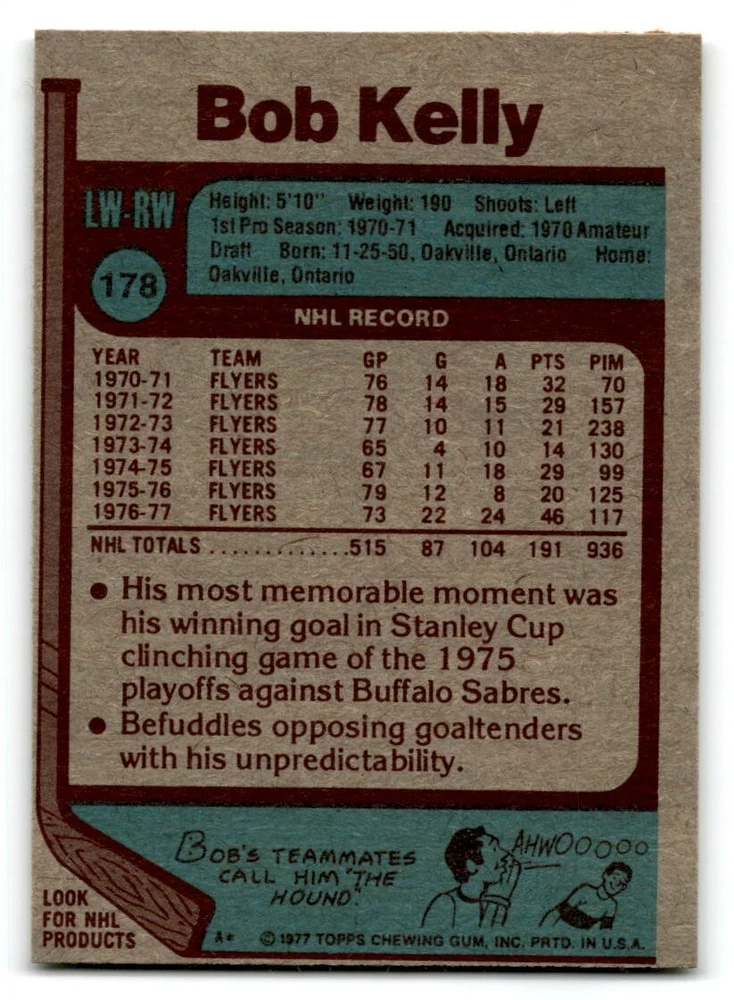 Bob Kelly
LW-RW
178
Height: 5'10" Weight: 190 Shoots: Left
1st Pro Season: 1970-71 Acquired: 1970 Amateur
Draft Born: 11-25-50, Oakville, Ontario Home:
Oakville, Ontario
NHL RECORD
YEAR TEAM GP G A PTS PIM
1970-71 FLYERS 76 14 18 32 70
1971-72 FLYERS 78 14 15 29 157
1972-73 FLYERS 77 10 11 21 238
1973-74 FLYERS 65 4 10 14 130
1974-75 FLYERS 67 11 18 29 99
1975-76 FLYERS 79 12 8 20 125
1976-77 FLYERS 73 22 24 46 117
NHL TOTALS .............515 87 104 191 936
• His most memorable moment was
his winning goal in Stanley Cup
clinching game of the 1975
playoffs against Buffalo Sabres.
• Befuddles opposing goaltenders
with his unpredictability.
BOB'S TEAMMATES
CALL HIM "THE
HOUND".
AHWOOOOOO
LOOK
FOR NHL
PRODUCTS
A* © 1977 TOPPS CHEWING GUM, INC. PRTD. IN U.S.A.